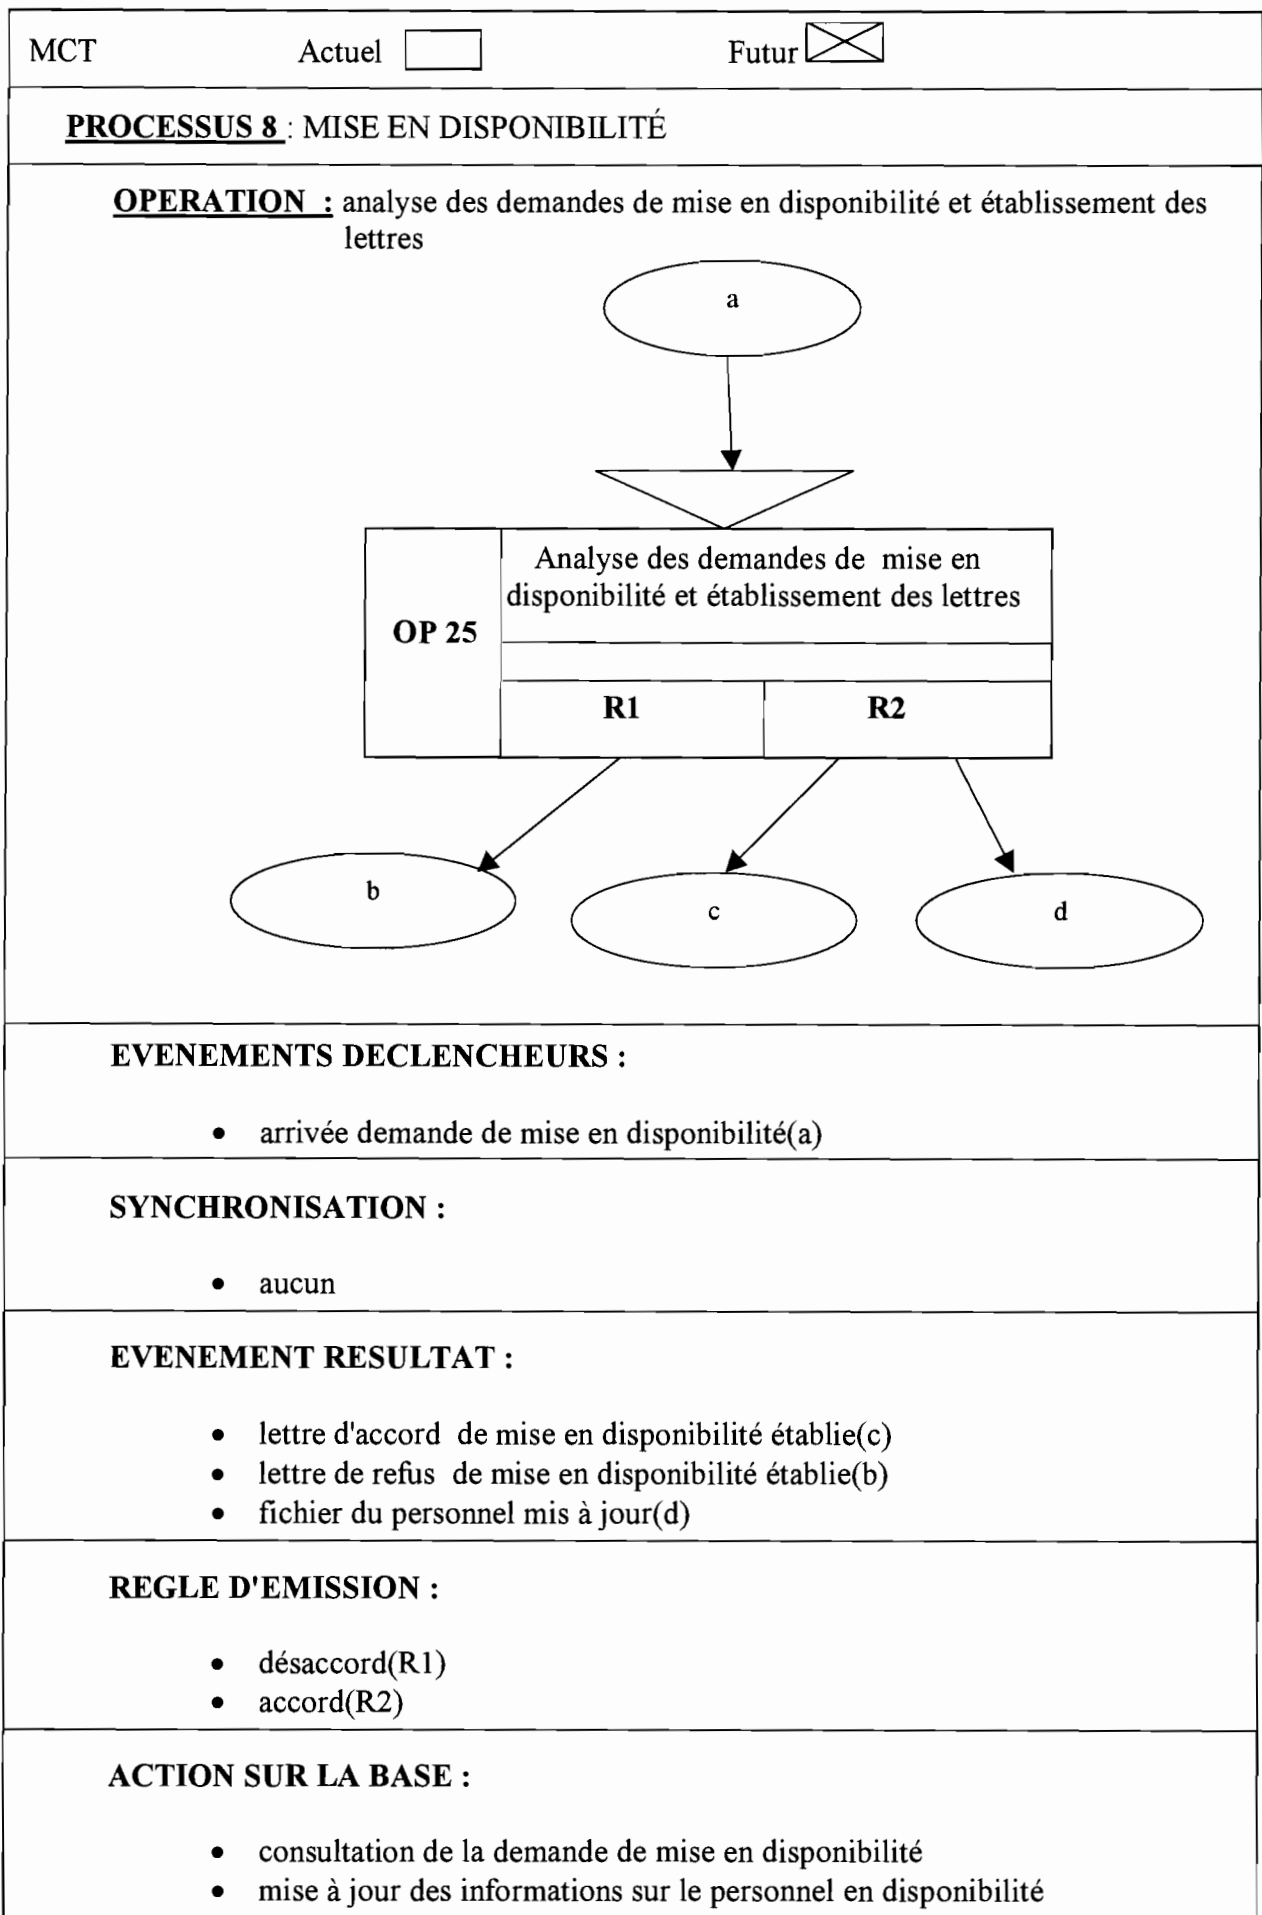 MCT Actuel Futur
PROCESSUS 8 : MISE EN DISPONIBILITÉ
OPERATION : analyse des demandes de mise en disponibilité et établissement des
lettres
a
Analyse des demandes de mise en
disponibilité et établissement des lettres
OP 25
R1 R2
b
c
d
EVENEMENTS DECLENCHEURS :
• arrivée demande de mise en disponibilité(a)
SYNCHRONISATION :
• aucun
EVENEMENT RESULTAT :
• lettre d'accord de mise en disponibilité établie(c)
• lettre de refus de mise en disponibilité établie(b)
• fichier du personnel mis à jour(d)
REGLE D'EMISSION :
• désaccord(R1)
• accord(R2)
ACTION SUR LA BASE :
• consultation de la demande de mise en disponibilité
• mise à jour des informations sur le personnel en disponibilité